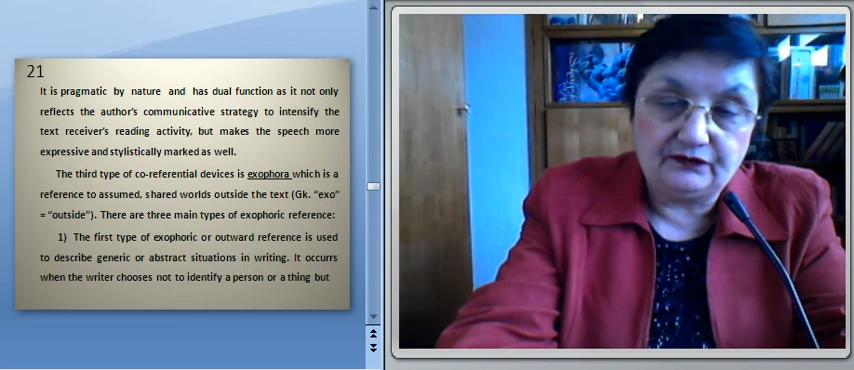 21
It is pragmatic by nature and has dual function as it not only
reflects the author's communicative strategy to intensify the
text receiver's reading activity, but makes the speech more
expressive and stylistically marked as well.
The third type of co-referential devices is exophora which is a
reference to assumed, shared worlds outside the text (Gk. "exo"
= "outside"). There are three main types of exophoric reference:
1) The first type of exophoric or outward reference is used
to describe generic or abstract situations in writing. It occurs
when the writer chooses not to identify a person or a thing but